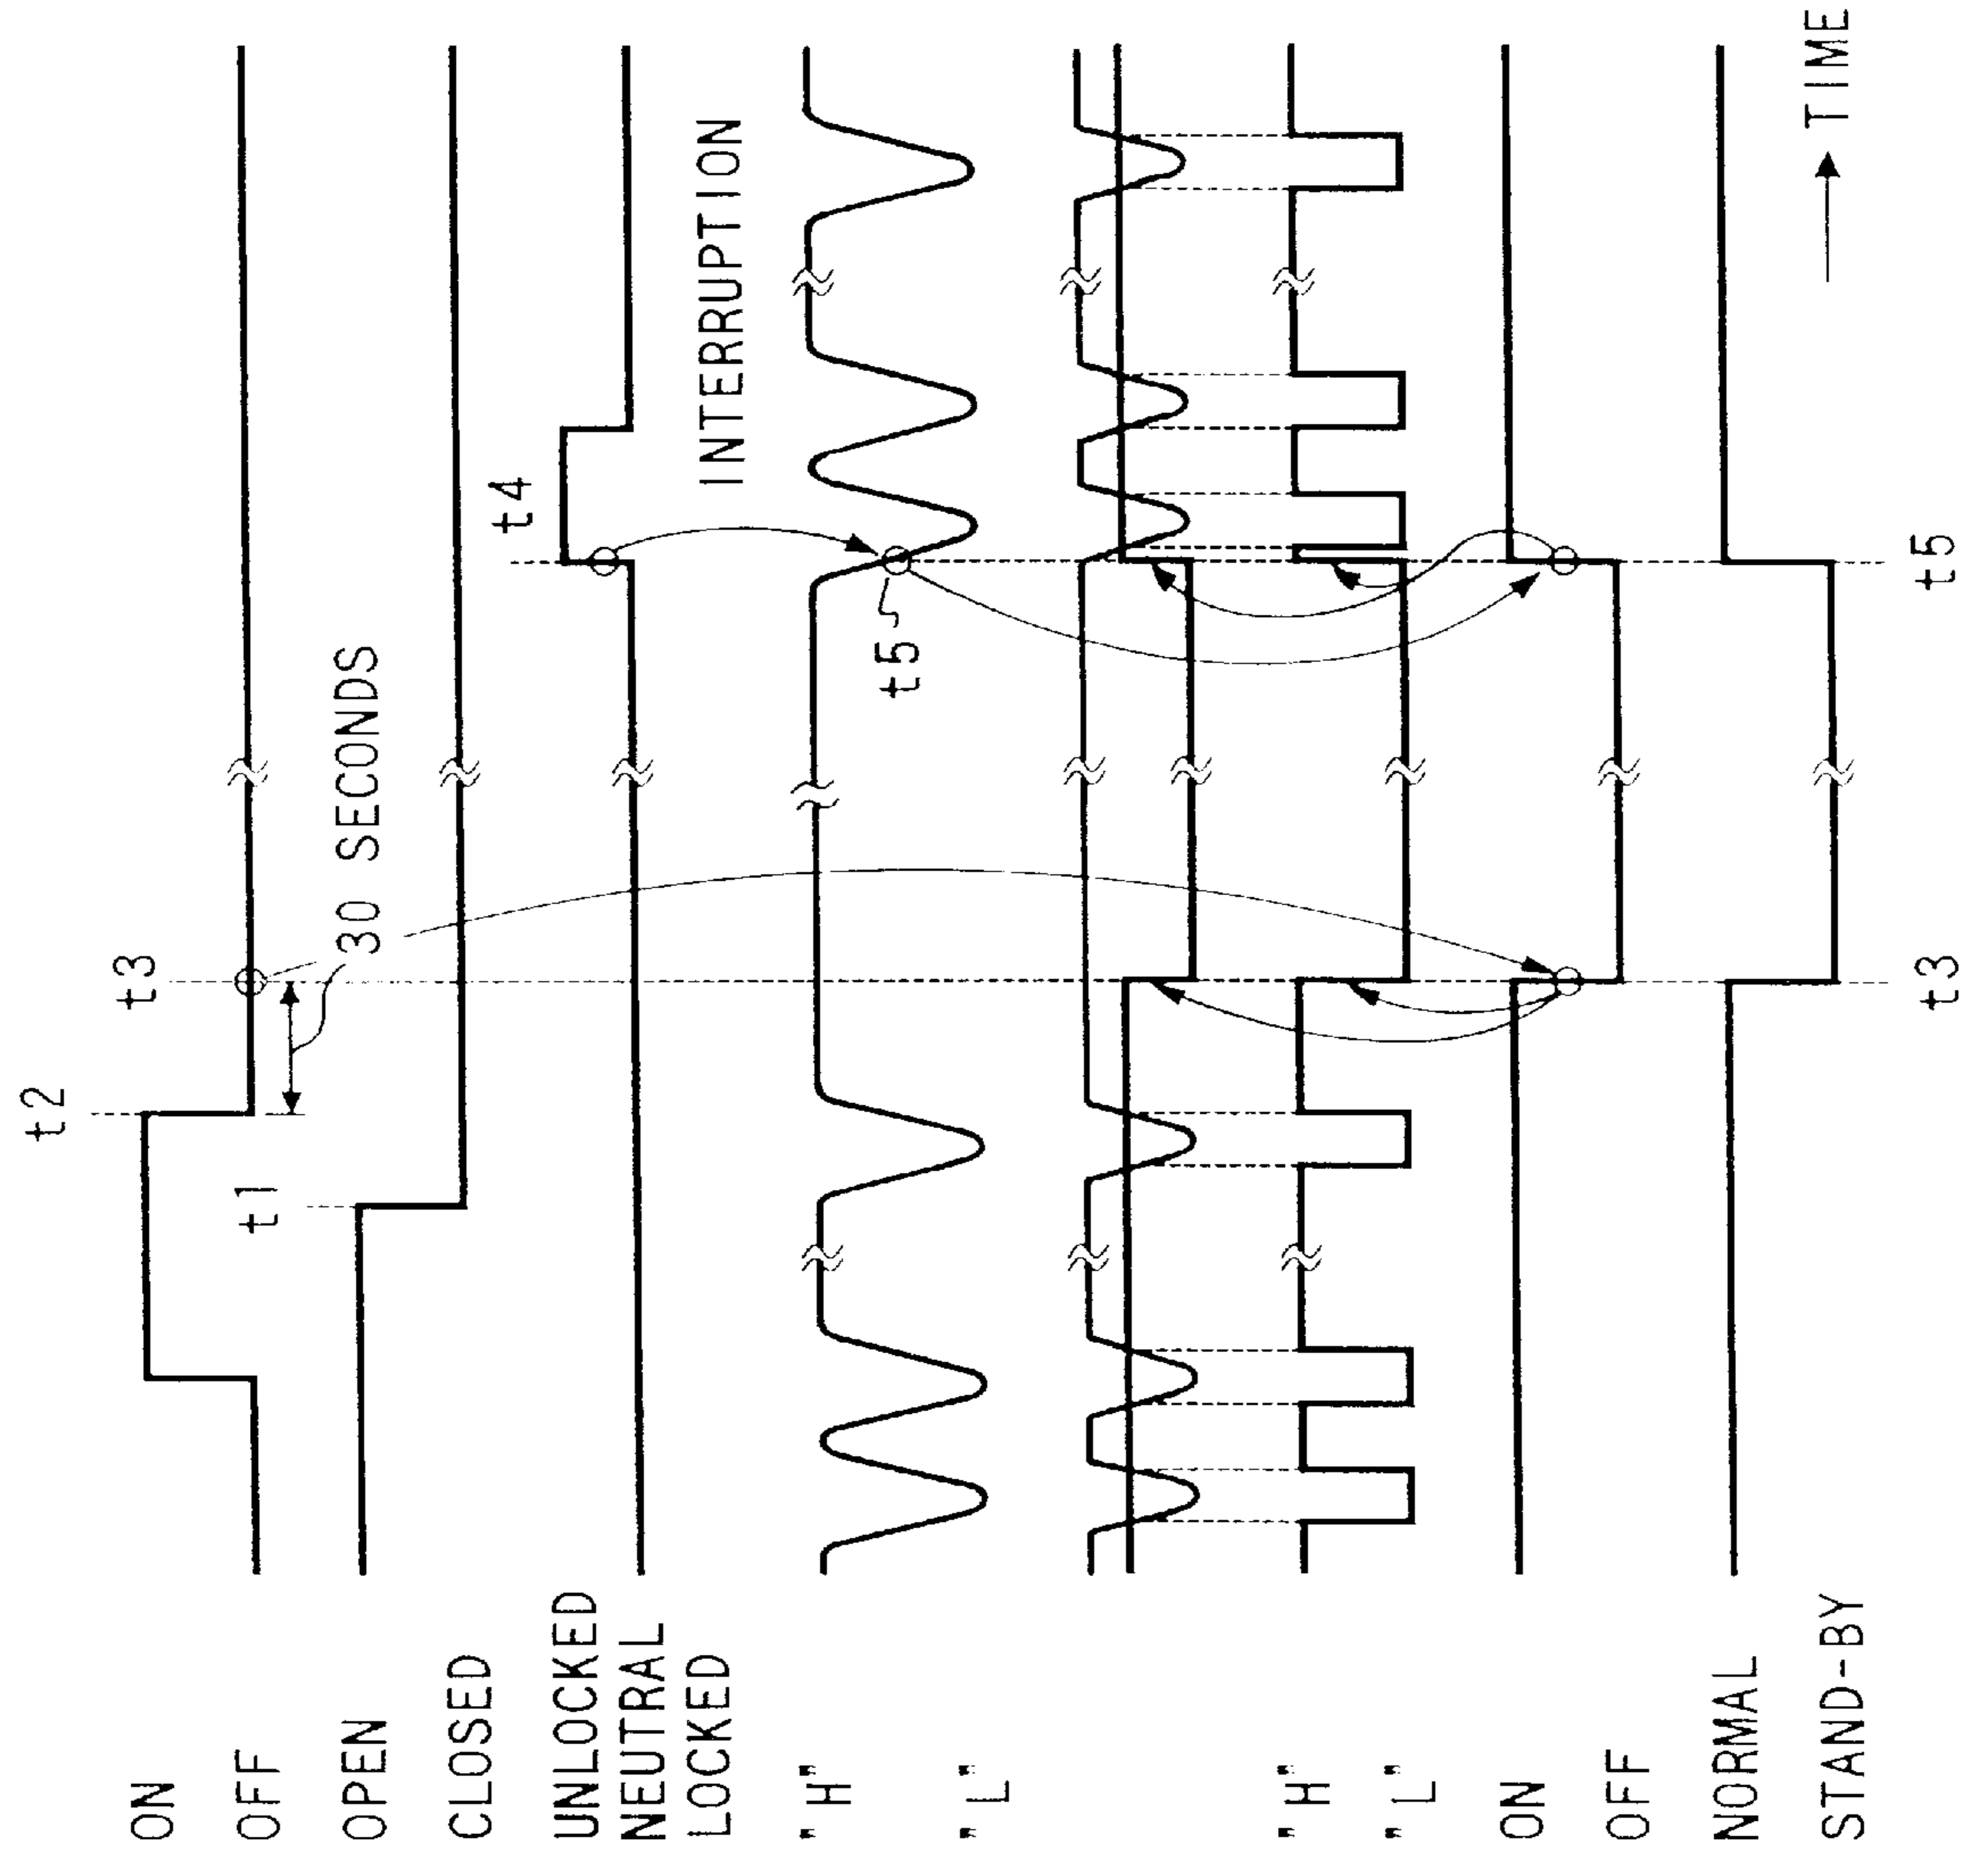 ON
OFF
OPEN
CLOSED
UNLOCKED
NEUTRAL
LOCKED
"H"
"L"
"H"
"L"
ON
OFF
NORMAL
STAND-BY
t2
t3
t1
30 SECONDS
t4
INTERRUPTION
t5
t3
t5
TIME